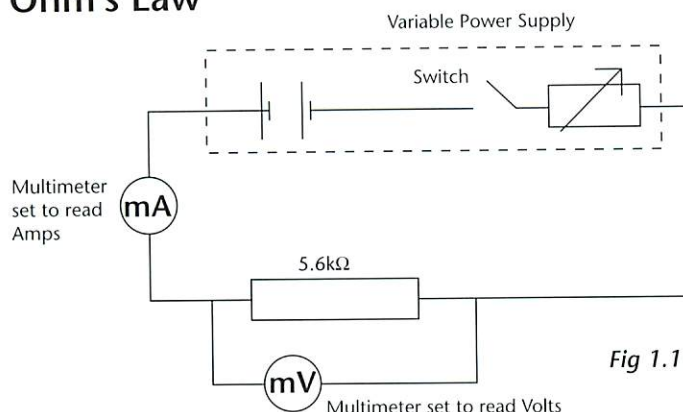 Ohm's Law
Variable Power Supply
Switch
Multimeter
set to read
Amps
mA
5.6kΩ
mV
Fig 1.1
Multimeter set to read Volts